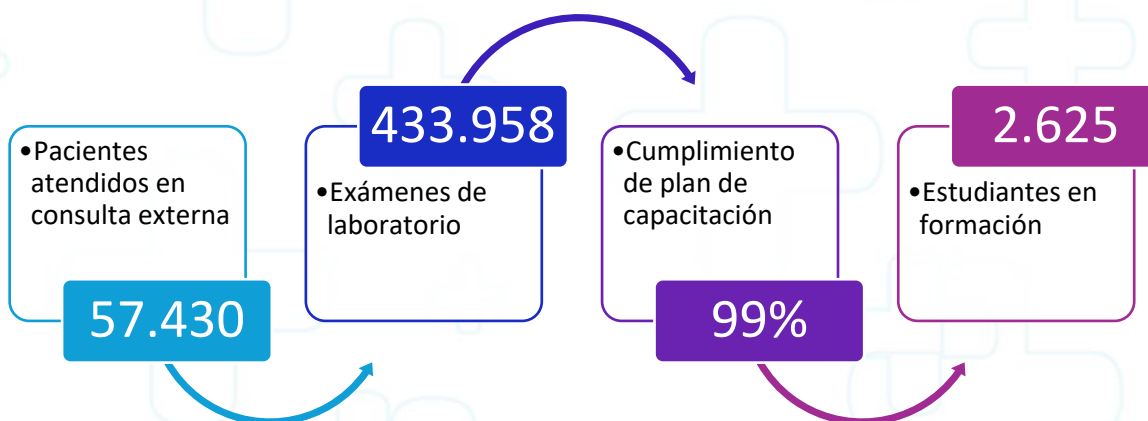 •Pacientes
atendidos en
consulta externa
57.430
433.958
•Exámenes de
laboratorio
•Cumplimiento
de plan de
capacitación
99%
2.625
•Estudiantes en
formación